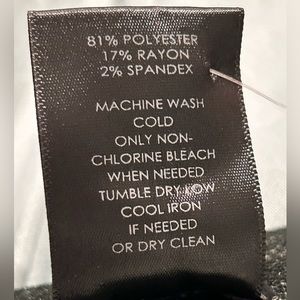 81% POLYESTER
17% RAYON
2% SPANDEX
MACHINE WASH
COLD
ONLY NON-
CHLORINE BLEACH
WHEN NEEDED
TUMBLE DRY LOW
COOL IRON
IF NEEDED
OR DRY CLEAN